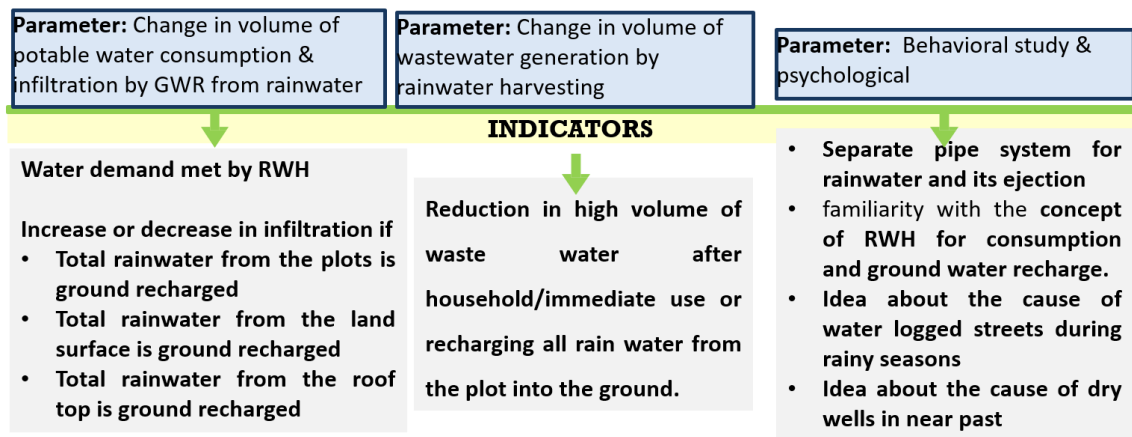 Parameter: Change in volume of
potable water consumption &
infiltration by GWR from rainwater
Parameter: Change in volume of
wastewater generation by
rainwater harvesting
Parameter: Behavioral study &
psychological
INDICATORS
Water demand met by RWH
Increase or decrease in infiltration if
• Total rainwater from the plots is
ground recharged
• Total rainwater from the land
surface is ground recharged
• Total rainwater from the roof
top is ground recharged
Reduction in high volume of
waste water after
household/immediate use or
recharging all rain water from
the plot into the ground.
• Separate pipe system for
rainwater and its ejection
• familiarity with the concept
of RWH for consumption
and ground water recharge.
• Idea about the cause of
water logged streets during
rainy seasons
• Idea about the cause of dry
wells in near past